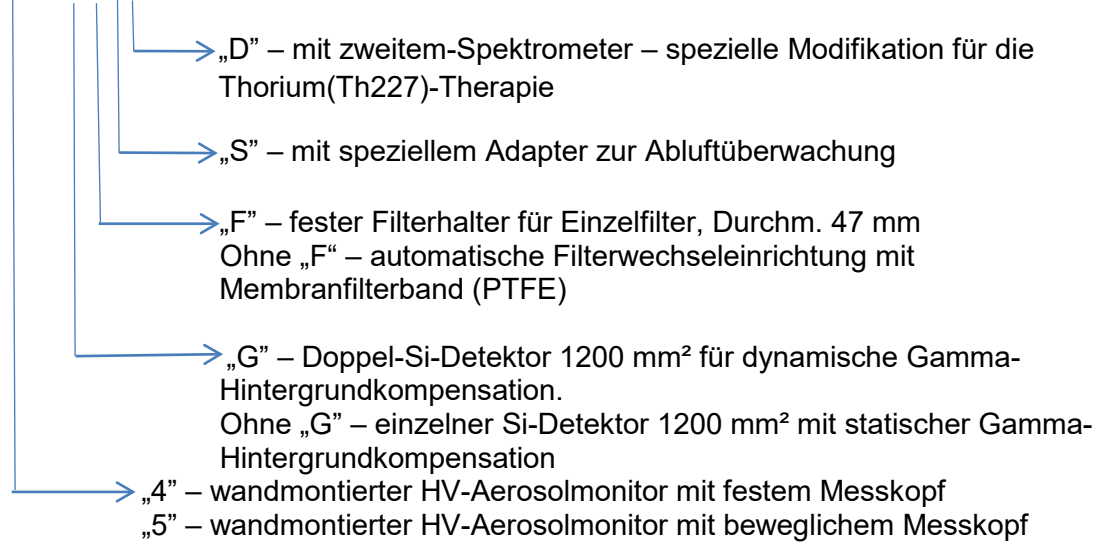 „D” – mit zweitem-Spektrometer – spezielle Modifikation für die
Thorium(Th227)-Therapie
„S” – mit speziellem Adapter zur Abluftüberwachung
„F” – fester Filterhalter für Einzelfilter, Durchm. 47 mm
Ohne „F“ – automatische Filterwechseleinrichtung mit
Membranfilterband (PTFE)
„G” – Doppel-Si-Detektor 1200 mm² für dynamische Gamma-
Hintergrundkompensation.
Ohne „G” – einzelner Si-Detektor 1200 mm² mit statischer Gamma-
Hintergrundkompensation
„4” – wandmontierter HV-Aerosolmonitor mit festem Messkopf
„5” – wandmontierter HV-Aerosolmonitor mit beweglichem Messkopf